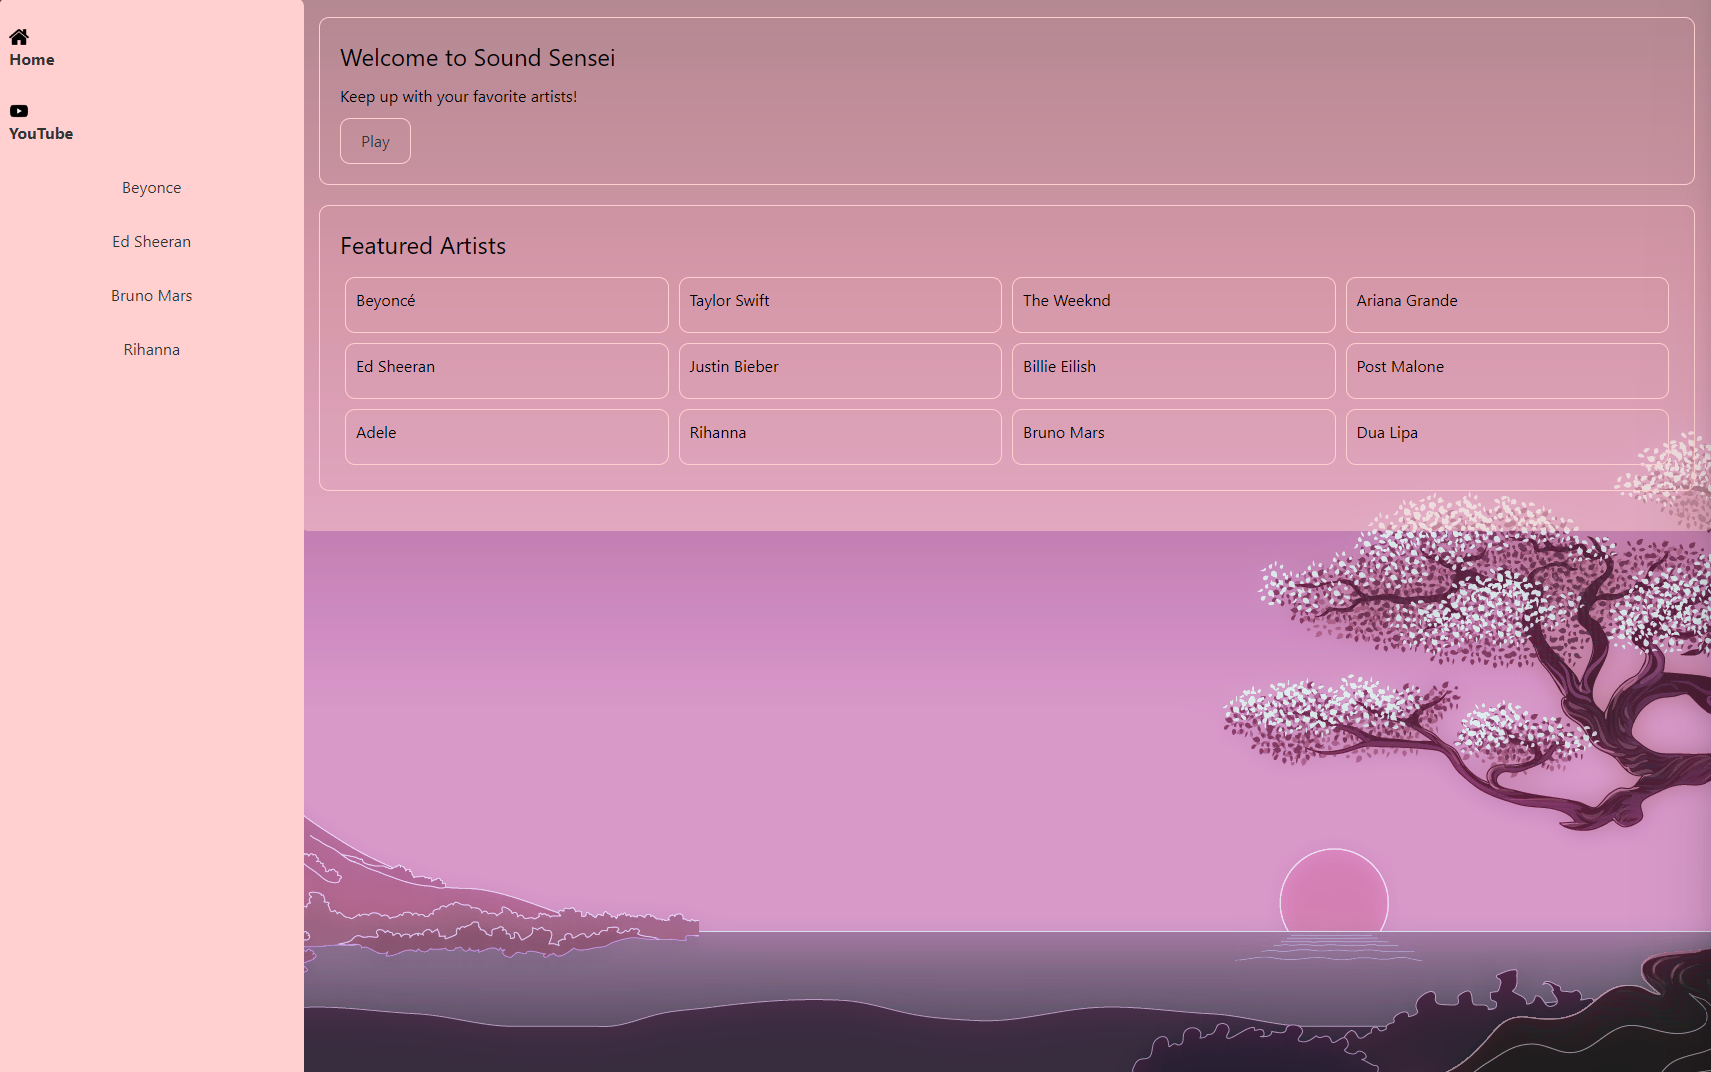 Home
YouTube
Beyonce
Ed Sheeran
Bruno Mars
Rihanna
Welcome to Sound Sensei
Keep up with your favorite artists!
Play
Featured Artists
Beyoncé
Taylor Swift
The Weeknd
Ariana Grande
Ed Sheeran
Justin Bieber
Billie Eilish
Post Malone
Adele
Rihanna
Bruno Mars
Dua Lipa